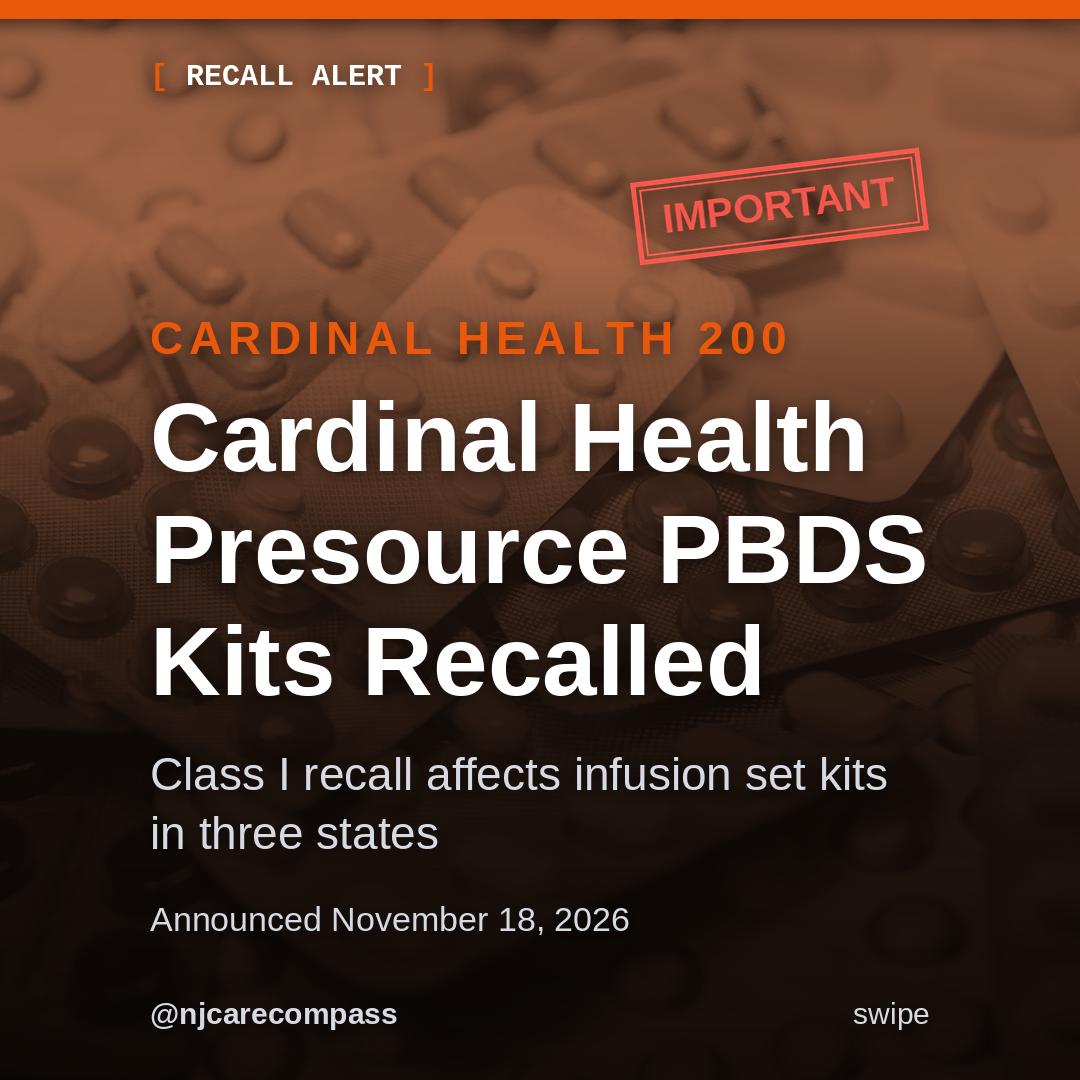 [ RECALL ALERT ]
IMPORTANT
CARDINAL HEALTH 200
Cardinal Health
Presource PBDS
Kits Recalled
Class I recall affects infusion set kits
in three states
Announced November 18, 2026
@njcarecompass
swipe